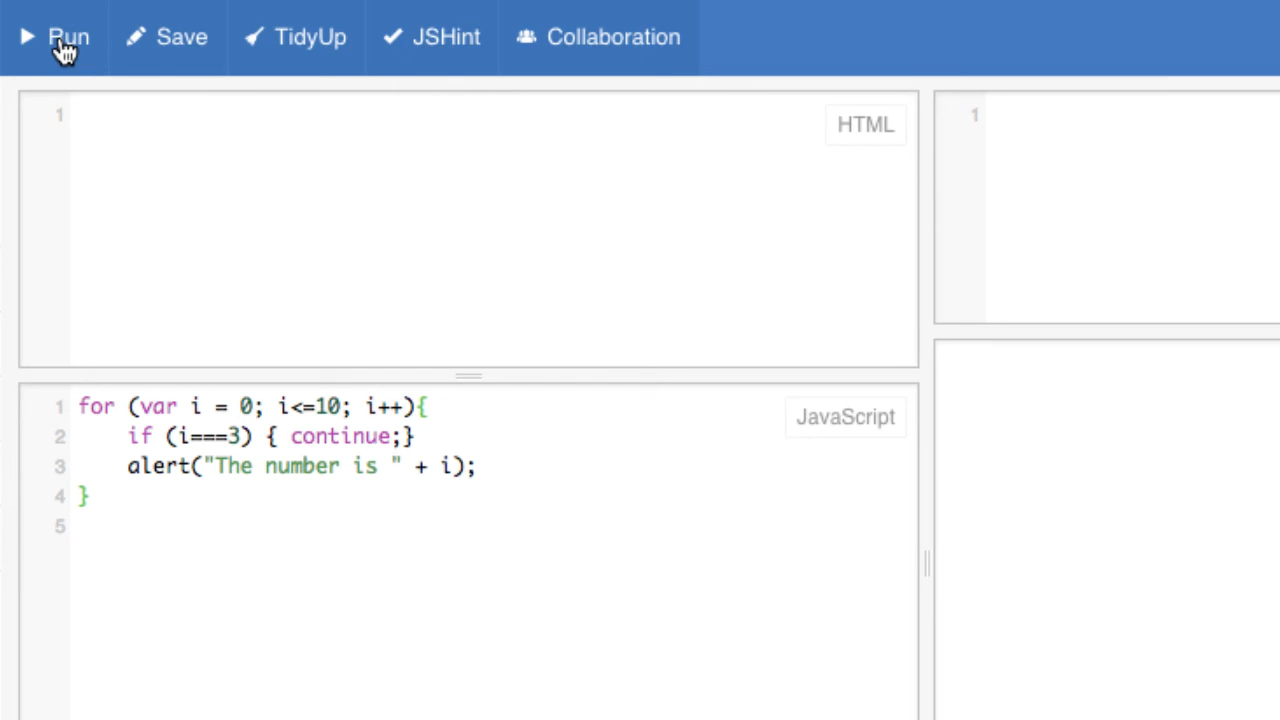 Run Save TidyUp JSHint Collaboration
1
HTML
1
1 for (var i = 0; i<=10; i++){
2     if (i===3) { continue;}
3     alert("The number is " + i);
4 }
5
JavaScript